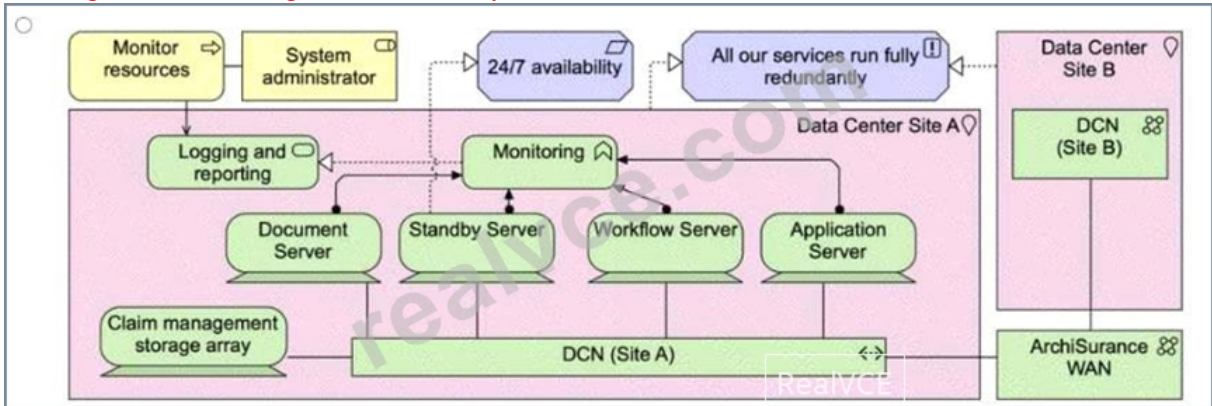 Monitor
resources
System
administrator
24/7 availability
All our services run fully
redundantly
Data Center
Site B
Data Center Site A
DCN
(Site B)
Logging and
reporting
Monitoring
Document
Server
Standby Server
Workflow Server
Application
Server
Claim management
storage array
DCN (Site A)
ArchiSurance
WAN
realvce.com
RealVCE